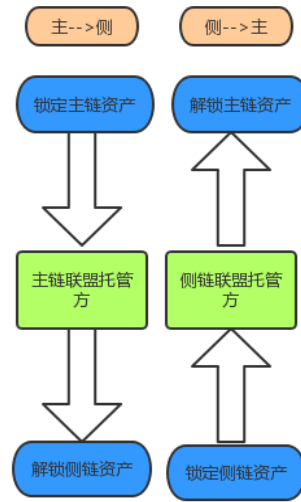 主-->侧
侧-->主
锁定主链资产
解锁主链资产
主链联盟托管
方
侧链联盟托管
方
解锁侧链资产
锁定侧链资产